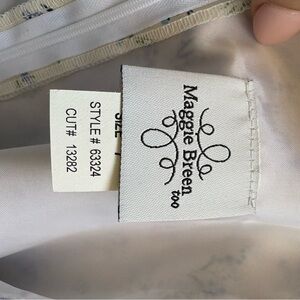 Maggie Breen
too
SIZE
STYLE # 63324
CUT# 13282